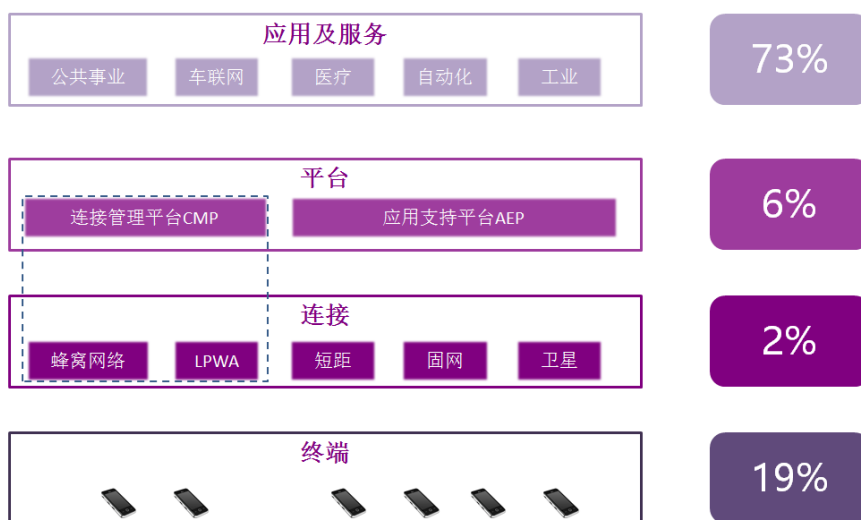 应用及服务
公共事业 车联网 医疗 自动化 工业
73%
平台
连接管理平台CMP 应用支持平台AEP
6%
连接
蜂窝网络 LPWA 短距 固网 卫星
2%
终端
19%